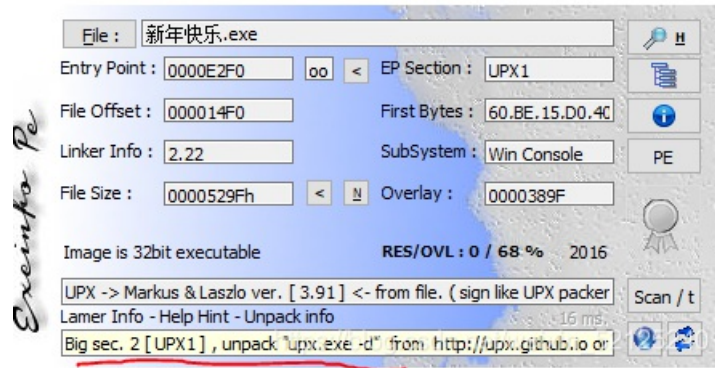 File : 新年快乐.exe H
Entry Point : 0000E2F0 oo < EP Section : UPX1
File Offset : 000014F0 First Bytes : 60.BE.15.D0.40
Linker Info : 2.22 SubSystem : Win Console PE
File Size : 0000529Fh < N Overlay : 0000389F
Image is 32bit executable RES/OVL : 0 / 68 % 2016
UPX -> Markus & Laszlo ver. [ 3.91 ] <- from file. ( sign like UPX packer Scan / t
Lamer Info - Help Hint - Unpack info 16 ms.
Big sec. 2 [ UPX1 ] , unpack "upx.exe -d" from http://upx.github.io or
Exeinfo Pe